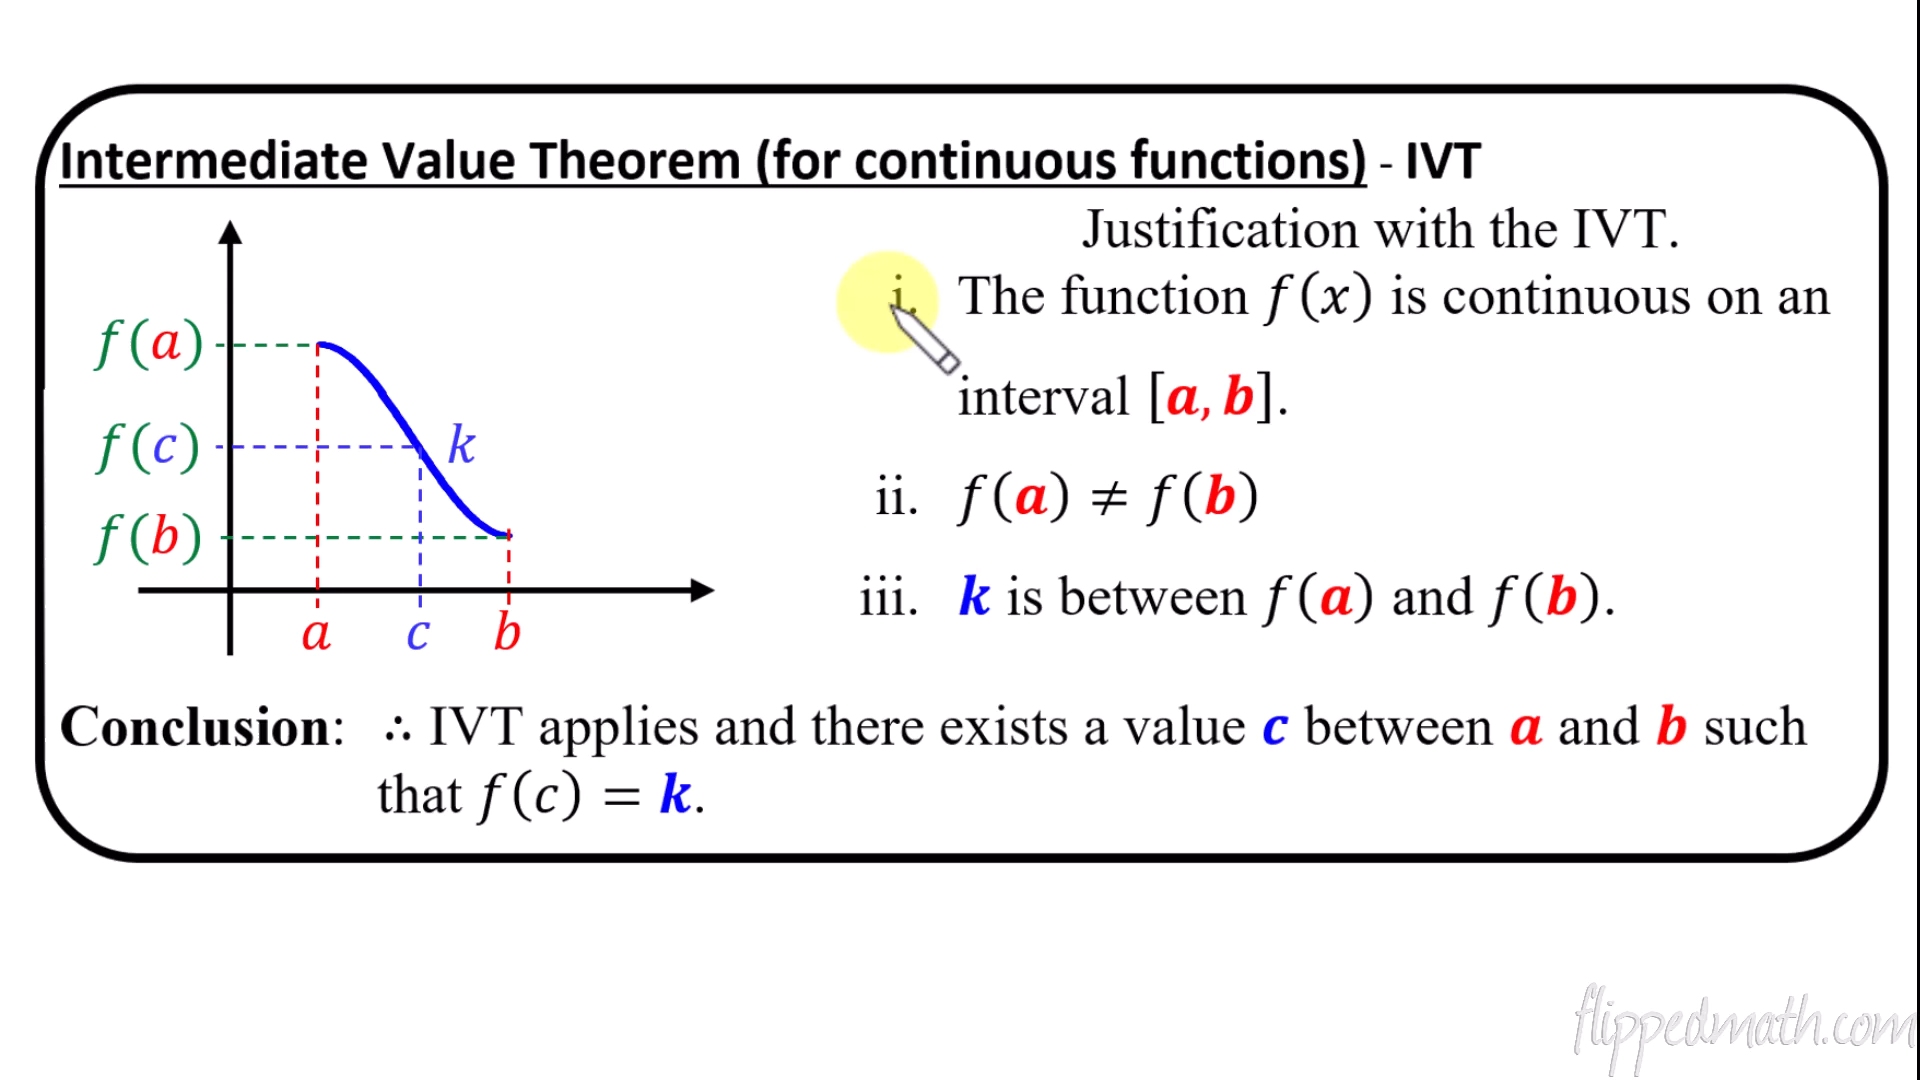 Intermediate Value Theorem (for continuous functions) - IVT
Justification with the IVT.
i. The function f(x) is continuous on an
interval [a, b].
ii. f(a) ≠ f(b)
iii. k is between f(a) and f(b).
f(a)
f(c)
k
f(b)
a c b
Conclusion: ∴ IVT applies and there exists a value c between a and b such
that f(c) = k.
flippedmath.com